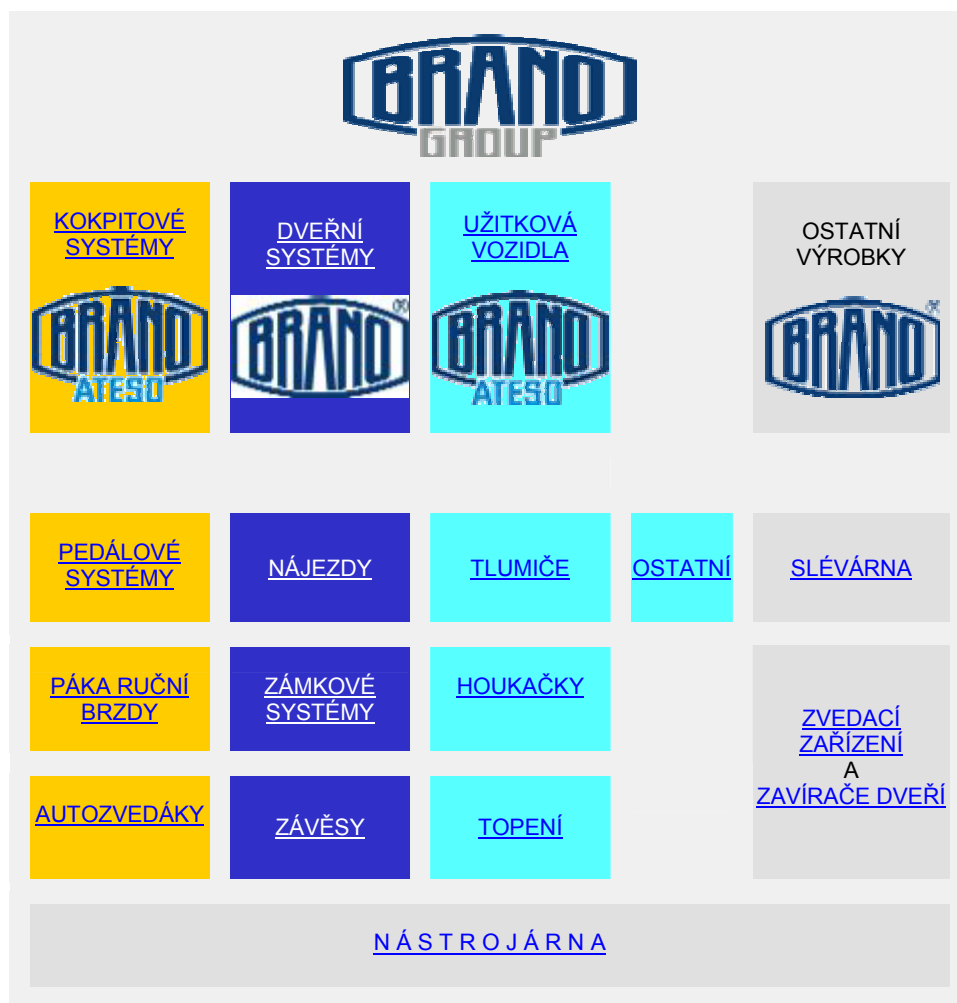 BRANO
GROUP
KOKPITOVÉ
SYSTÉMY
BRANO
ATESO
DVEŘNÍ
SYSTÉMY
BRANO®
UŽITKOVÁ
VOZIDLA
BRANO
ATESO
OSTATNÍ
VÝROBKY
BRANO®
PEDÁLOVÉ
SYSTÉMY
NÁJEZDY
TLUMIČE
OSTATNÍ
SLÉVÁRNA
PÁKA RUČNÍ
BRZDY
ZÁMKOVÉ
SYSTÉMY
HOUKAČKY
ZVEDACÍ
ZAŘÍZENÍ
A
ZAVÍRAČE DVEŘÍ
AUTOZVEDÁKY
ZÁVĚSY
TOPENÍ
N Á S T R O J Á R N A